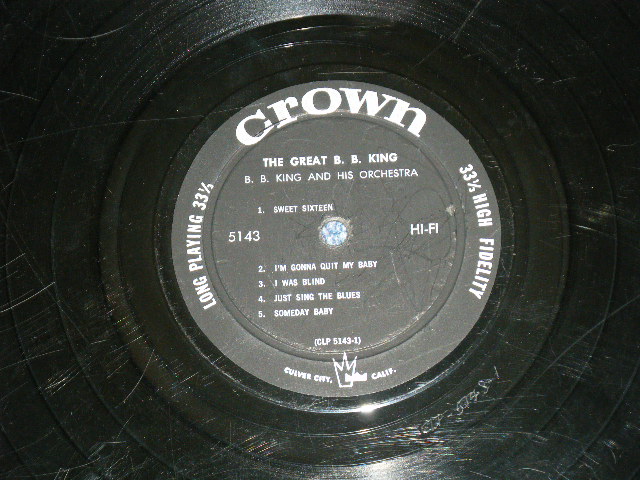 crown
THE GREAT B. B. KING
B. B. KING AND HIS ORCHESTRA
1. SWEET SIXTEEN
5143 HI-FI
2. I'M GONNA QUIT MY BABY
3. I WAS BLIND
4. JUST SING THE BLUES
5. SOMEDAY BABY
(CLP 5143-1)
LONG PLAYING 33⅓
33⅓ HIGH FIDELITY
CULVER CITY, CALIF.